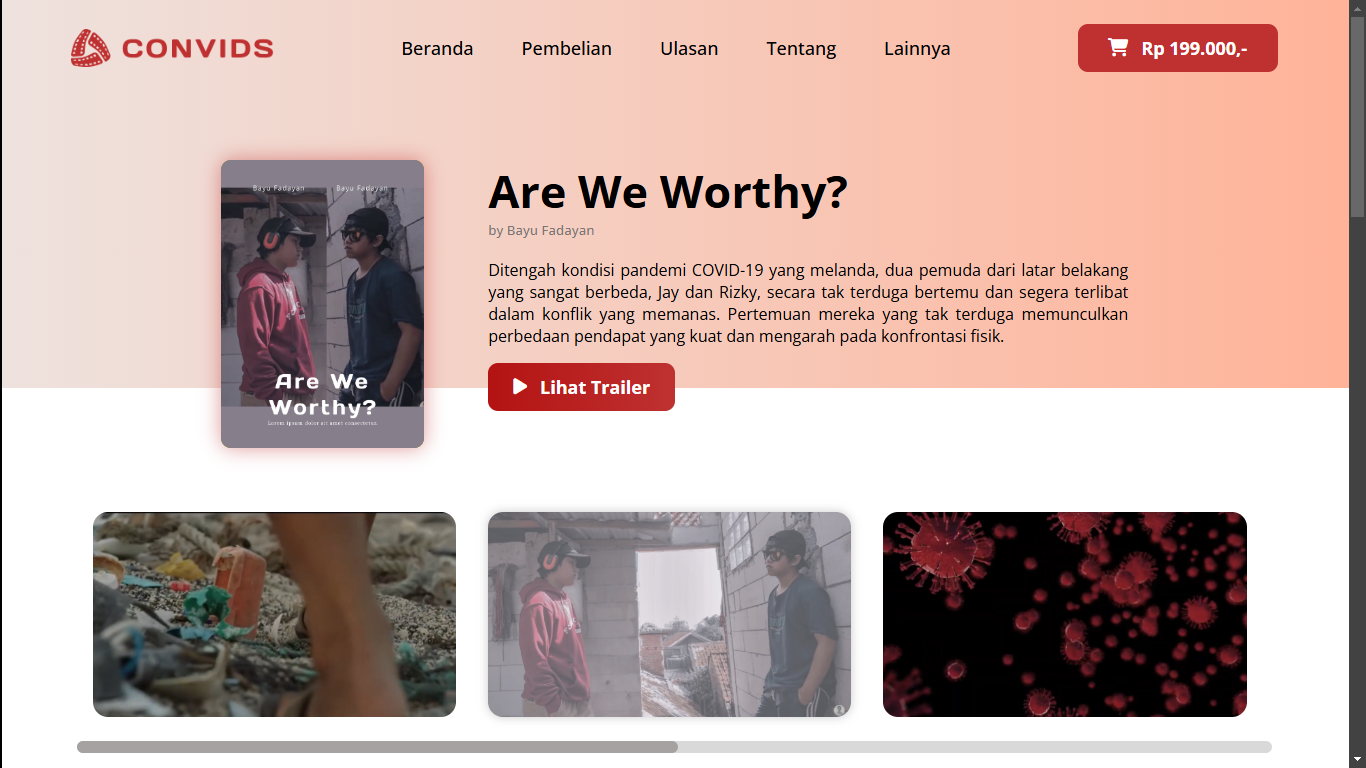 CONVIDS
Beranda
Pembelian
Ulasan
Tentang
Lainnya
Rp 199.000,-
Bayu Fadayan
Bayu Fadayan
Are We
Worthy?
Lorem ipsum dolor sit amet consectetur
Are We Worthy?
by Bayu Fadayan
Ditengah kondisi pandemi COVID-19 yang melanda, dua pemuda dari latar belakang
yang sangat berbeda, Jay dan Rizky, secara tak terduga bertemu dan segera terlibat
dalam konflik yang memanas. Pertemuan mereka yang tak terduga memunculkan
perbedaan pendapat yang kuat dan mengarah pada konfrontasi fisik.
Lihat Trailer